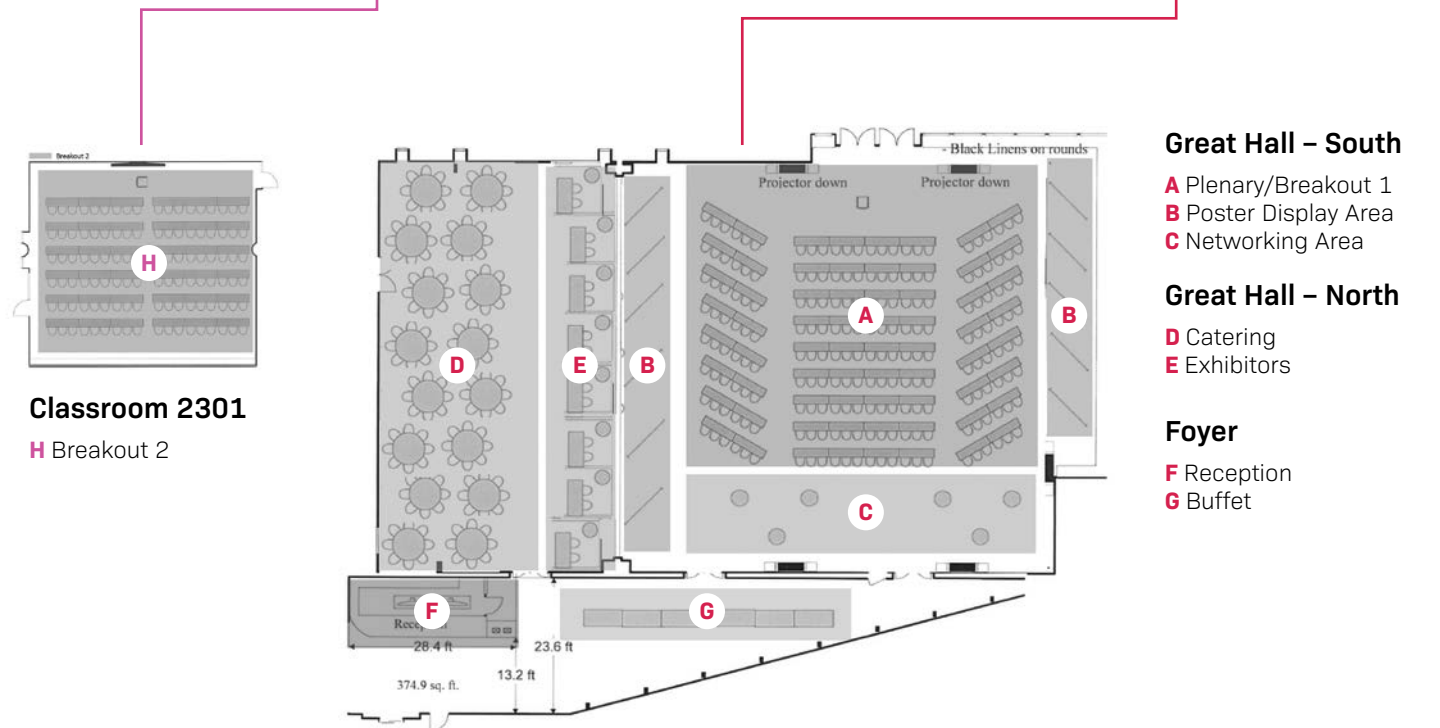 Breakout 2
H
Classroom 2301
H Breakout 2
- Black Linens on rounds
Projector down
Projector down
A
B
B
C
D
E
F
G
28.4 ft
23.6 ft
13.2 ft
374.9 sq. ft.
Great Hall – South
A Plenary/Breakout 1
B Poster Display Area
C Networking Area
Great Hall – North
D Catering
E Exhibitors
Foyer
F Reception
G Buffet